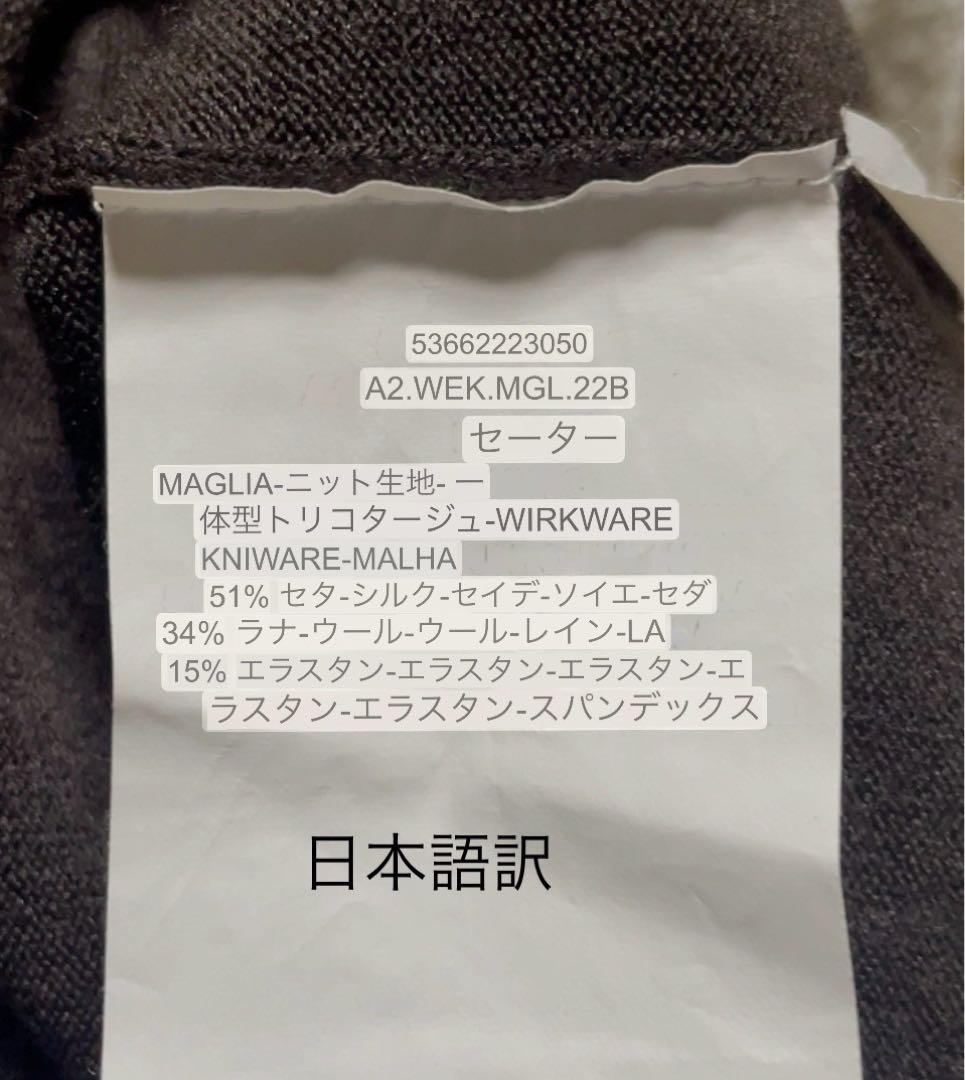 53662223050
A2.WEK.MGL.22B
セーター
MAGLIA-ニット生地- 一
体型トリコタージュ-WIRKWARE
KNIWARE-MALHA
51% セタ-シルク-セイデ-ソイエ-セダ
34% ラナ-ウール-ウール-レイン-LA
15% エラスタン-エラスタン-エラスタン-エ
ラスタン-エラスタン-スパンデックス
日本語訳